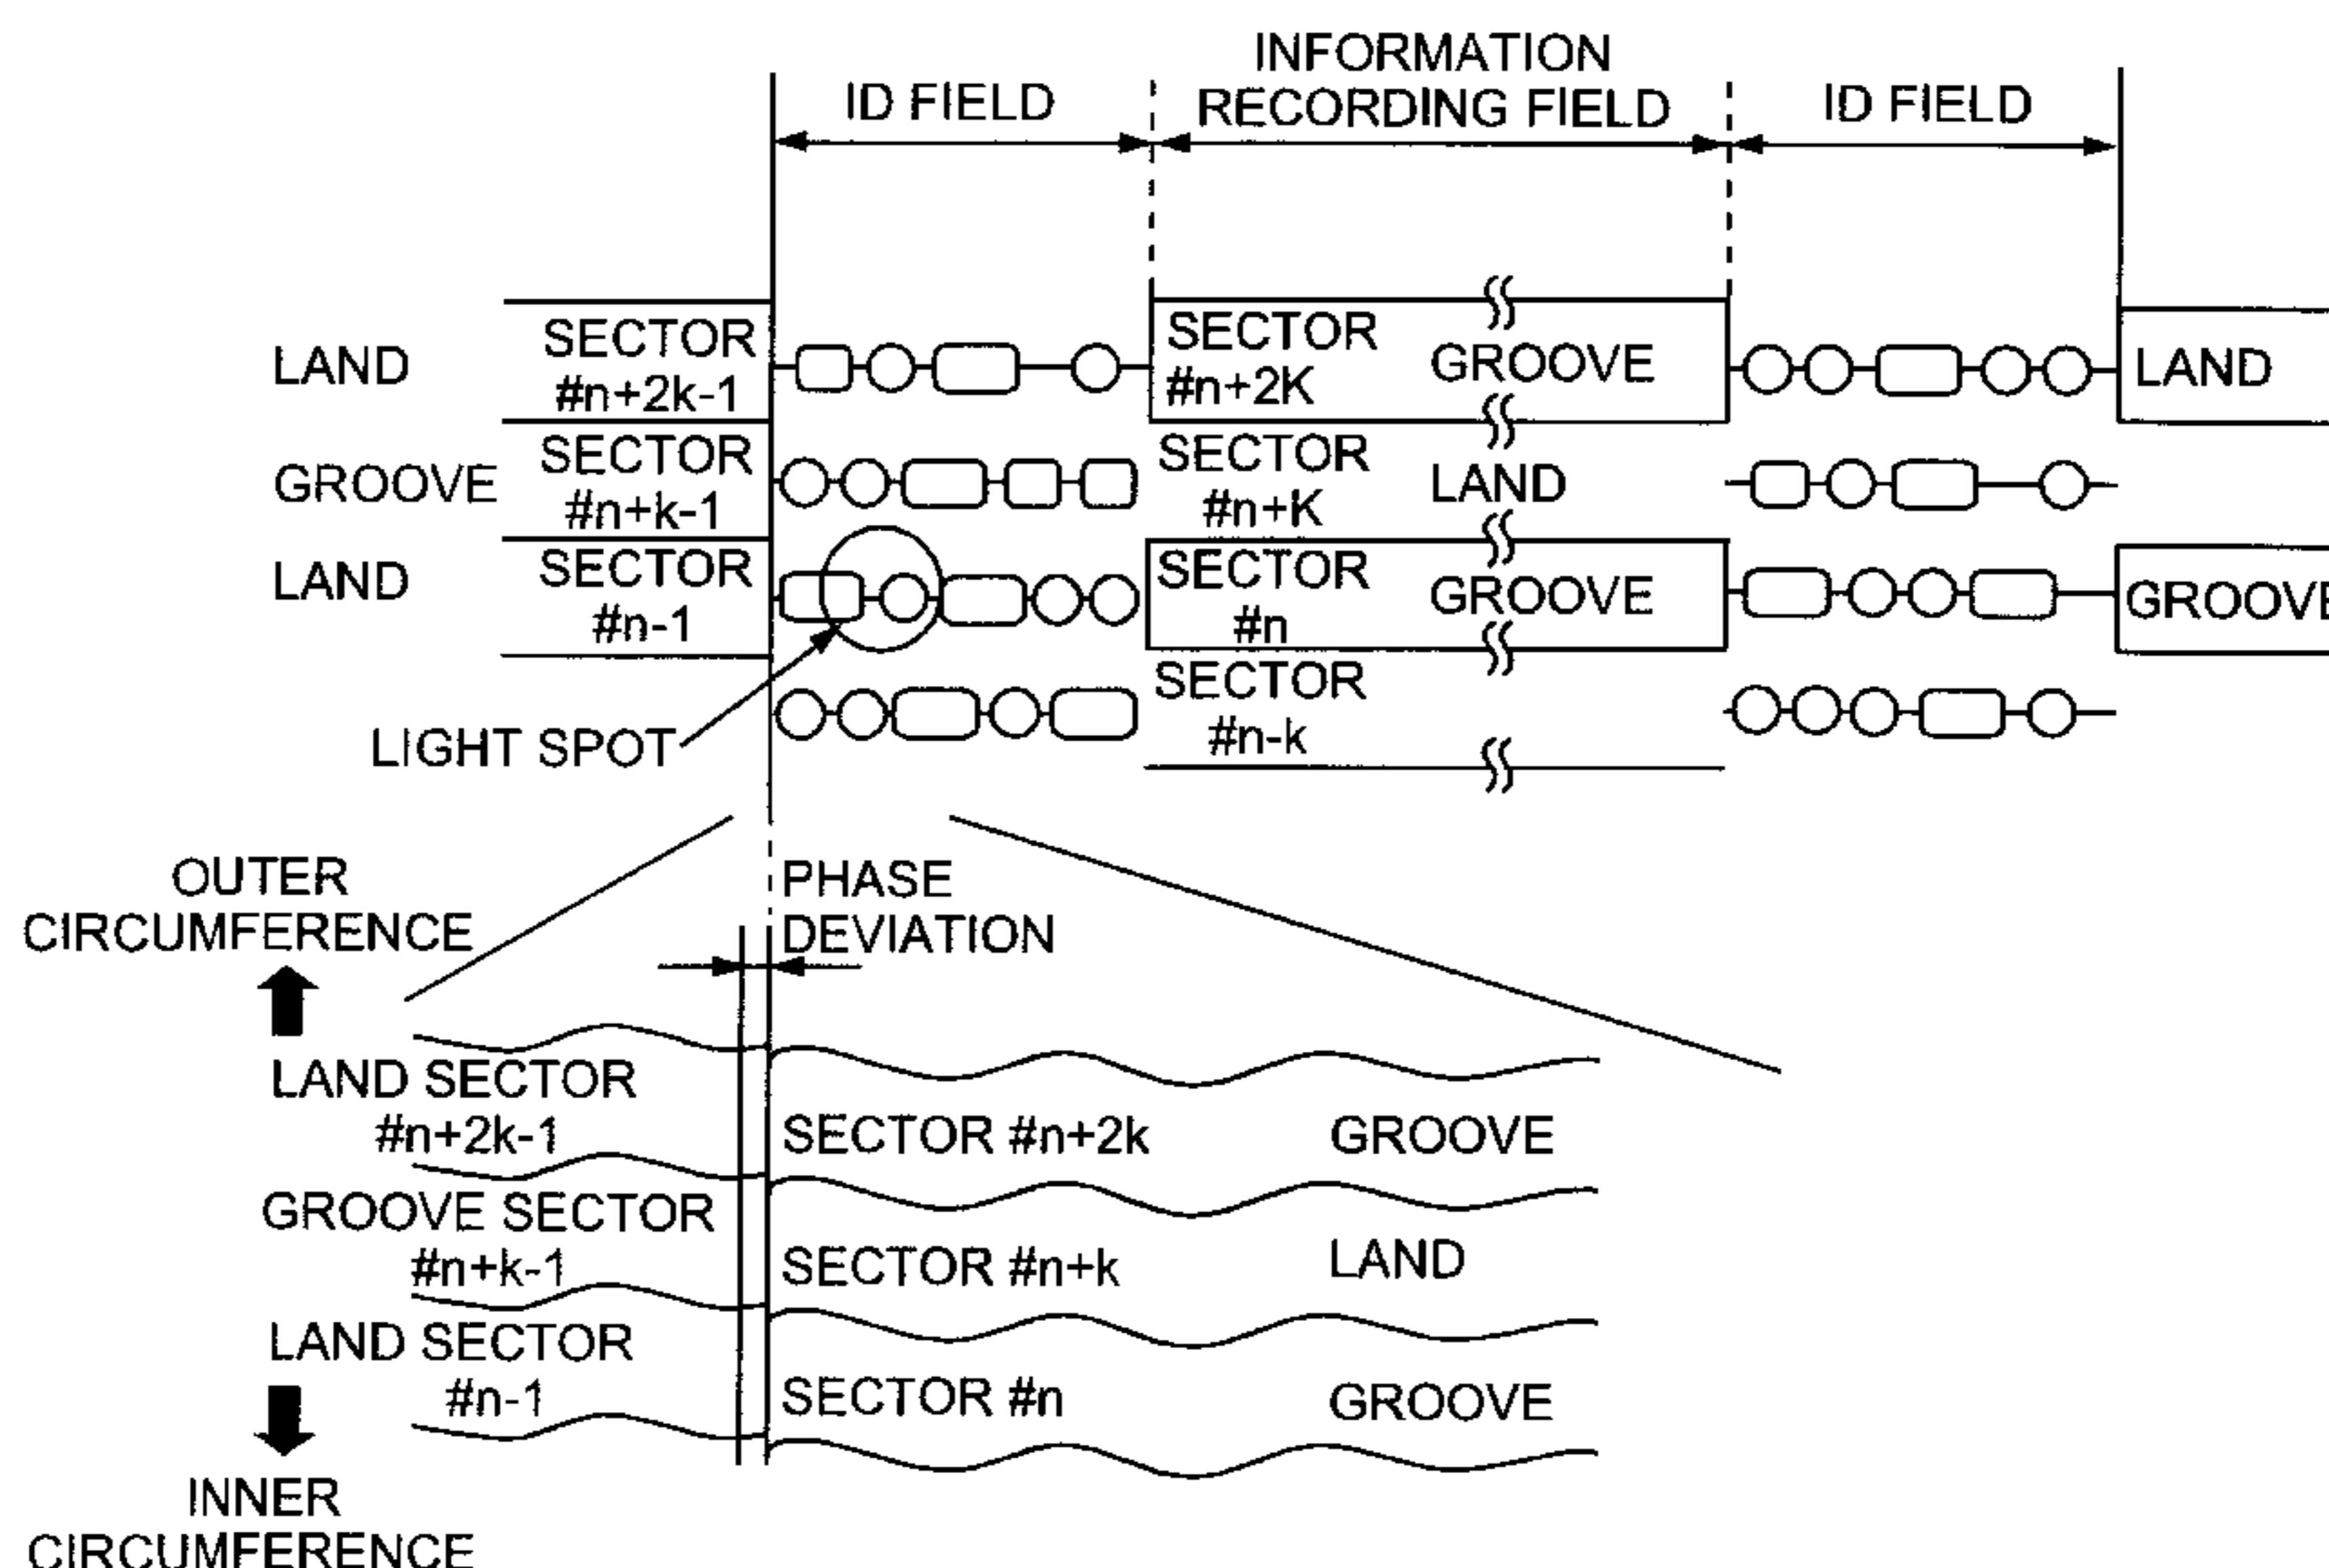 INFORMATION
ID FIELD RECORDING FIELD ID FIELD
LAND SECTOR #n+2k-1 SECTOR #n+2K GROOVE LAND
GROOVE SECTOR #n+k-1 SECTOR #n+K LAND
LAND SECTOR #n-1 SECTOR #n GROOVE GROOVE
SECTOR #n-k
LIGHT SPOT
OUTER
CIRCUMFERENCE
PHASE
DEVIATION
LAND SECTOR
#n+2k-1
SECTOR #n+2k GROOVE
GROOVE SECTOR
#n+k-1
SECTOR #n+k LAND
LAND SECTOR
#n-1
SECTOR #n GROOVE
INNER
CIRCUMFERENCE